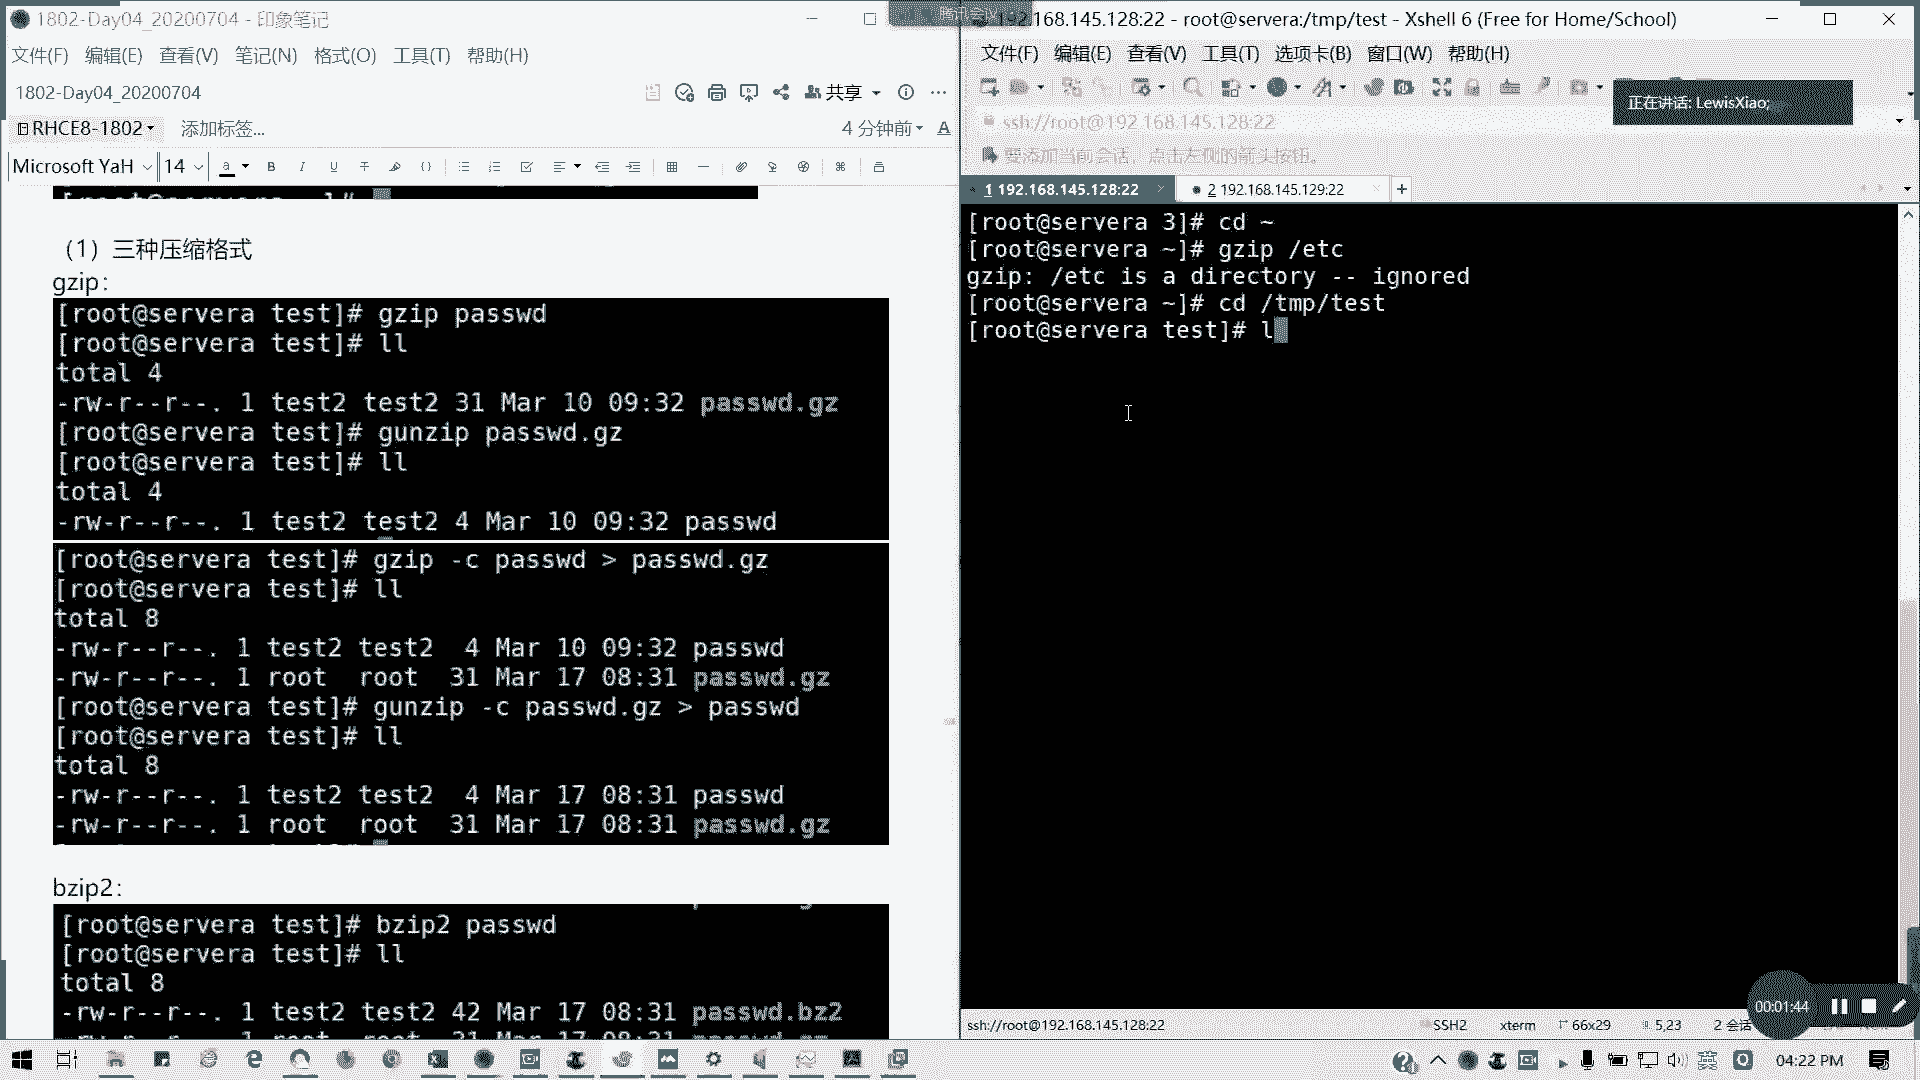 1802-Day04_20200704 - 印象笔记
文件(F) 编辑(E) 查看(V) 笔记(N) 格式(O) 工具(T) 帮助(H)
1802-Day04_20200704
共享
RHCE8-1802
添加标签...
4 分钟前
Microsoft YaH 14
（1）三种压缩格式
gzip：
[root@servera test]# gzip passwd
[root@servera test]# ll
total 4
-rw-r--r--. 1 test2 test2 31 Mar 10 09:32 passwd.gz
[root@servera test]# gunzip passwd.gz
[root@servera test]# ll
total 4
-rw-r--r--. 1 test2 test2 4 Mar 10 09:32 passwd
[root@servera test]# gzip -c passwd > passwd.gz
[root@servera test]# ll
total 8
-rw-r--r--. 1 test2 test2  4 Mar 10 09:32 passwd
-rw-r--r--. 1 root  root  31 Mar 17 08:31 passwd.gz
[root@servera test]# gunzip -c passwd.gz > passwd
[root@servera test]# ll
total 8
-rw-r--r--. 1 test2 test2  4 Mar 17 08:31 passwd
-rw-r--r--. 1 root  root  31 Mar 17 08:31 passwd.gz
bzip2：
[root@servera test]# bzip2 passwd
[root@servera test]# ll
total 8
-rw-r--r--. 1 test2 test2 42 Mar 17 08:31 passwd.bz2
192.168.145.128:22 - root@servera:/tmp/test - Xshell 6 (Free for Home/School)
文件(F) 编辑(E) 查看(V) 工具(T) 选项卡(B) 窗口(W) 帮助(H)
正在讲话: LewisXiao;
ssh://root@192.168.145.128:22
要添加当前会话，点击左侧的箭头按钮。
1 192.168.145.128:22
2 192.168.145.129:22
[root@servera 3]# cd ~
[root@servera ~]# gzip /etc
gzip: /etc is a directory -- ignored
[root@servera ~]# cd /tmp/test
[root@servera test]# l
00:01:44
ssh://root@192.168.145.128:22
SSH2 xterm 66x29 5,23 2 会话
英
04:22 PM